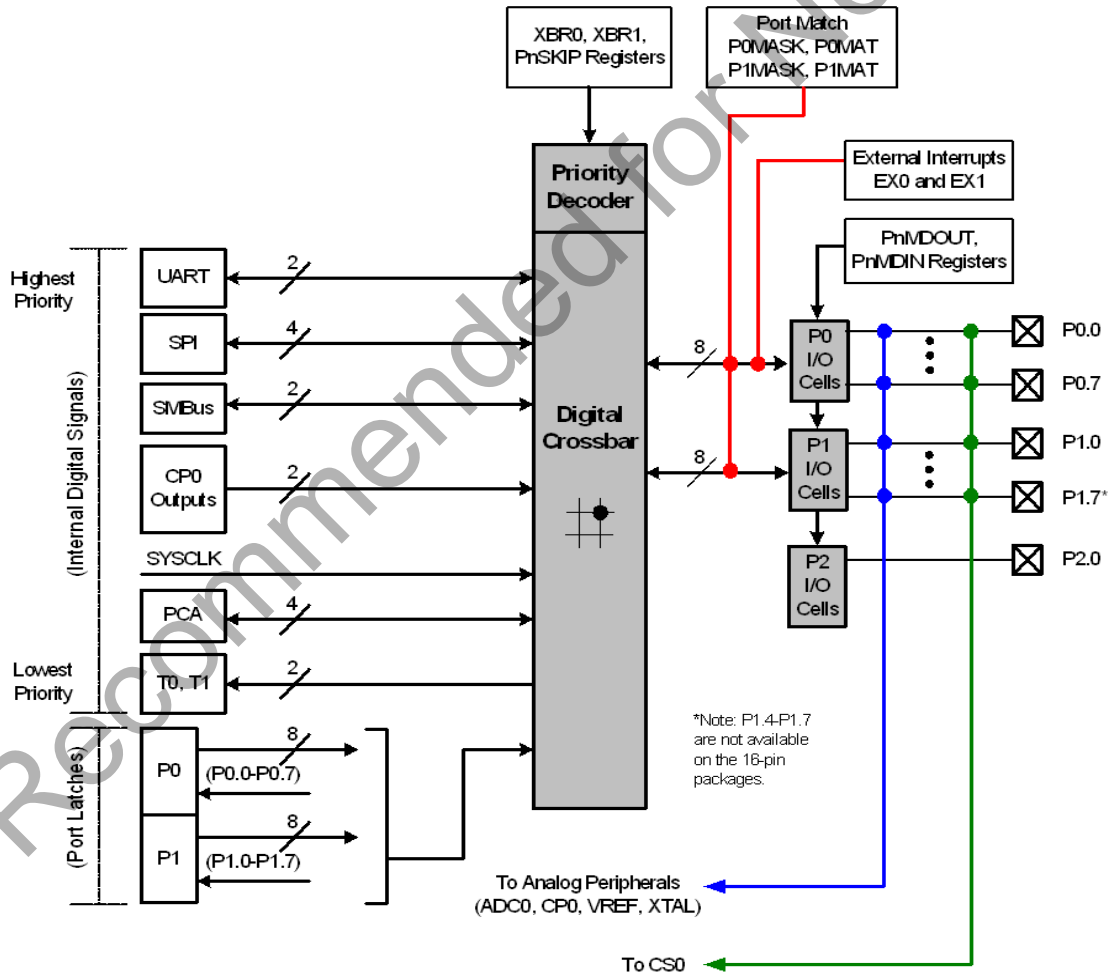 XBR0, XBR1,
PnSKIP Registers
Port Match
P0MASK, P0MAT
P1MASK, P1MAT
External Interrupts
EX0 and EX1
Priority
Decoder
PnMDOUT,
PnMDIN Registers
Highest
Priority
UART
2
SPI
4
SMBus
2
CP0
Outputs
2
SYSCLK
PCA
4
Lowest
Priority
T0, T1
2
(Internal Digital Signals)
Digital
Crossbar
8
P0
I/O
Cells
P0.0
P0.7
8
P1
I/O
Cells
P1.0
P1.7*
P2
I/O
Cells
P2.0
*Note: P1.4-P1.7
are not available
on the 16-pin
packages.
(Port Latches)
P0
8
(P0.0-P0.7)
P1
8
(P1.0-P1.7)
To Analog Peripherals
(ADC0, CP0, VREF, XTAL)
To CS0
Recommended for